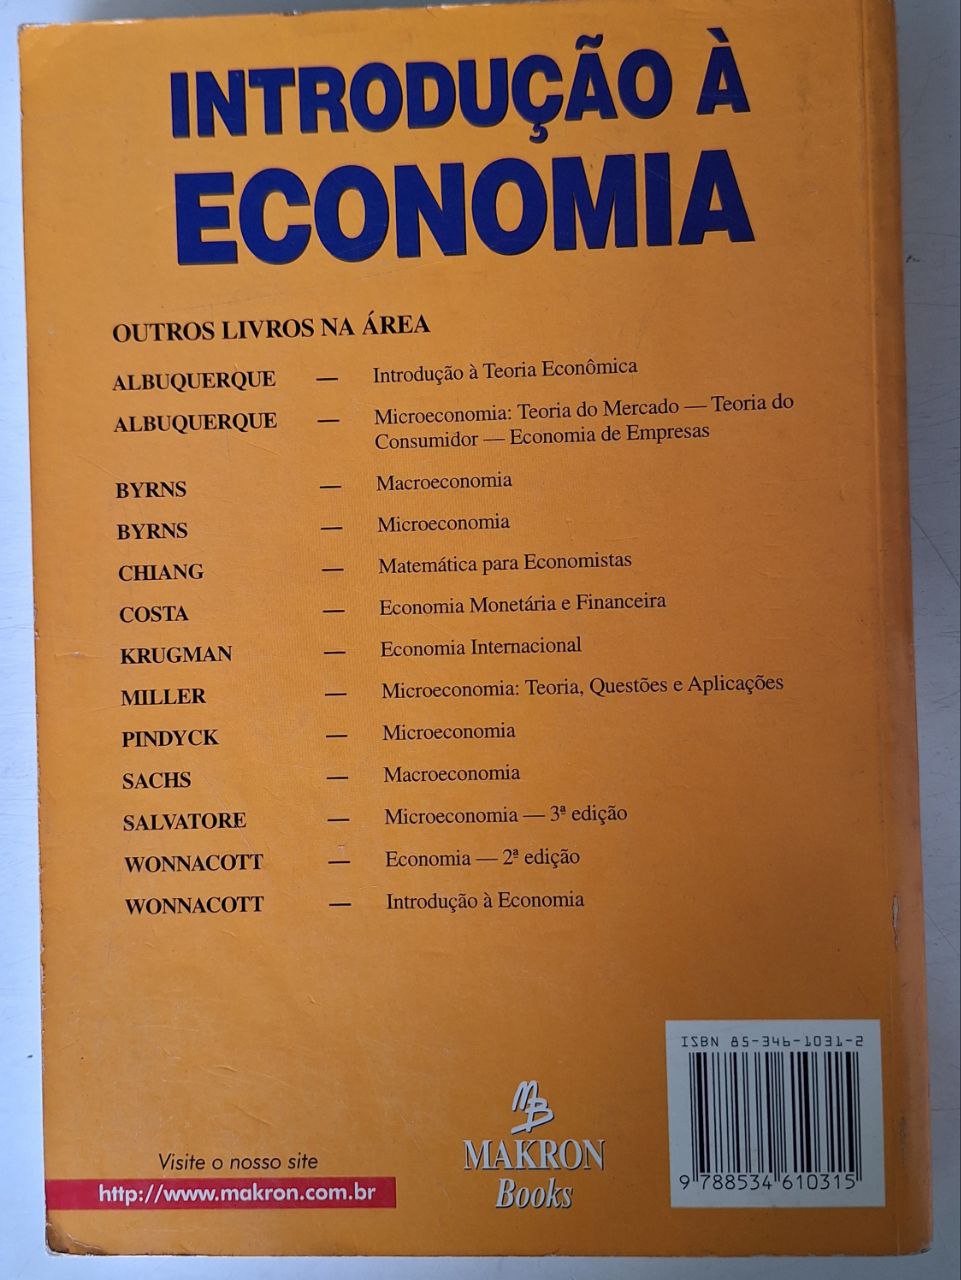 INTRODUÇÃO À
ECONOMIA
OUTROS LIVROS NA ÁREA
ALBUQUERQUE — Introdução à Teoria Econômica
ALBUQUERQUE — Microeconomia: Teoria do Mercado — Teoria do
Consumidor — Economia de Empresas
BYRNS — Macroeconomia
BYRNS — Microeconomia
CHIANG — Matemática para Economistas
COSTA — Economia Monetária e Financeira
KRUGMAN — Economia Internacional
MILLER — Microeconomia: Teoria, Questões e Aplicações
PINDYCK — Microeconomia
SACHS — Macroeconomia
SALVATORE — Microeconomia — 3ª edição
WONNACOTT — Economia — 2ª edição
WONNACOTT — Introdução à Economia
ISBN 85-346-1031-2
9 788534 610315
MB
MAKRON
Books
Visite o nosso site
http://www.makron.com.br